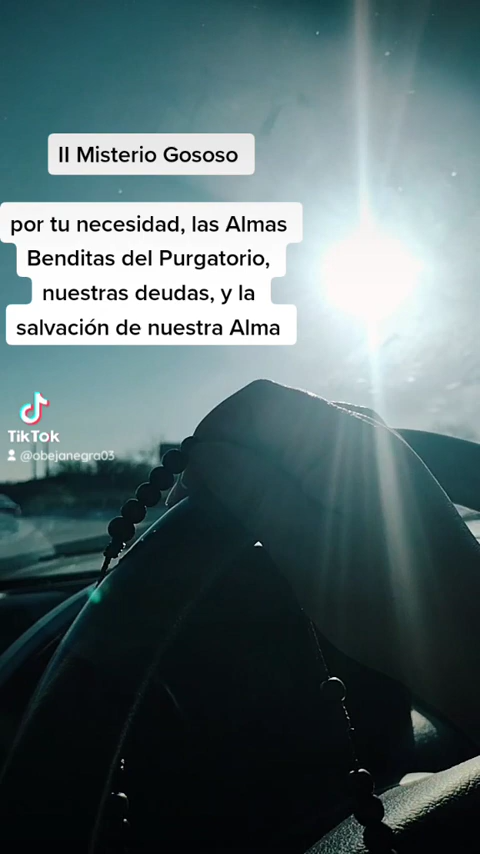 II Misterio Gososo
por tu necesidad, las Almas
Benditas del Purgatorio,
nuestras deudas, y la
salvación de nuestra Alma
TikTok
@obejanegra03